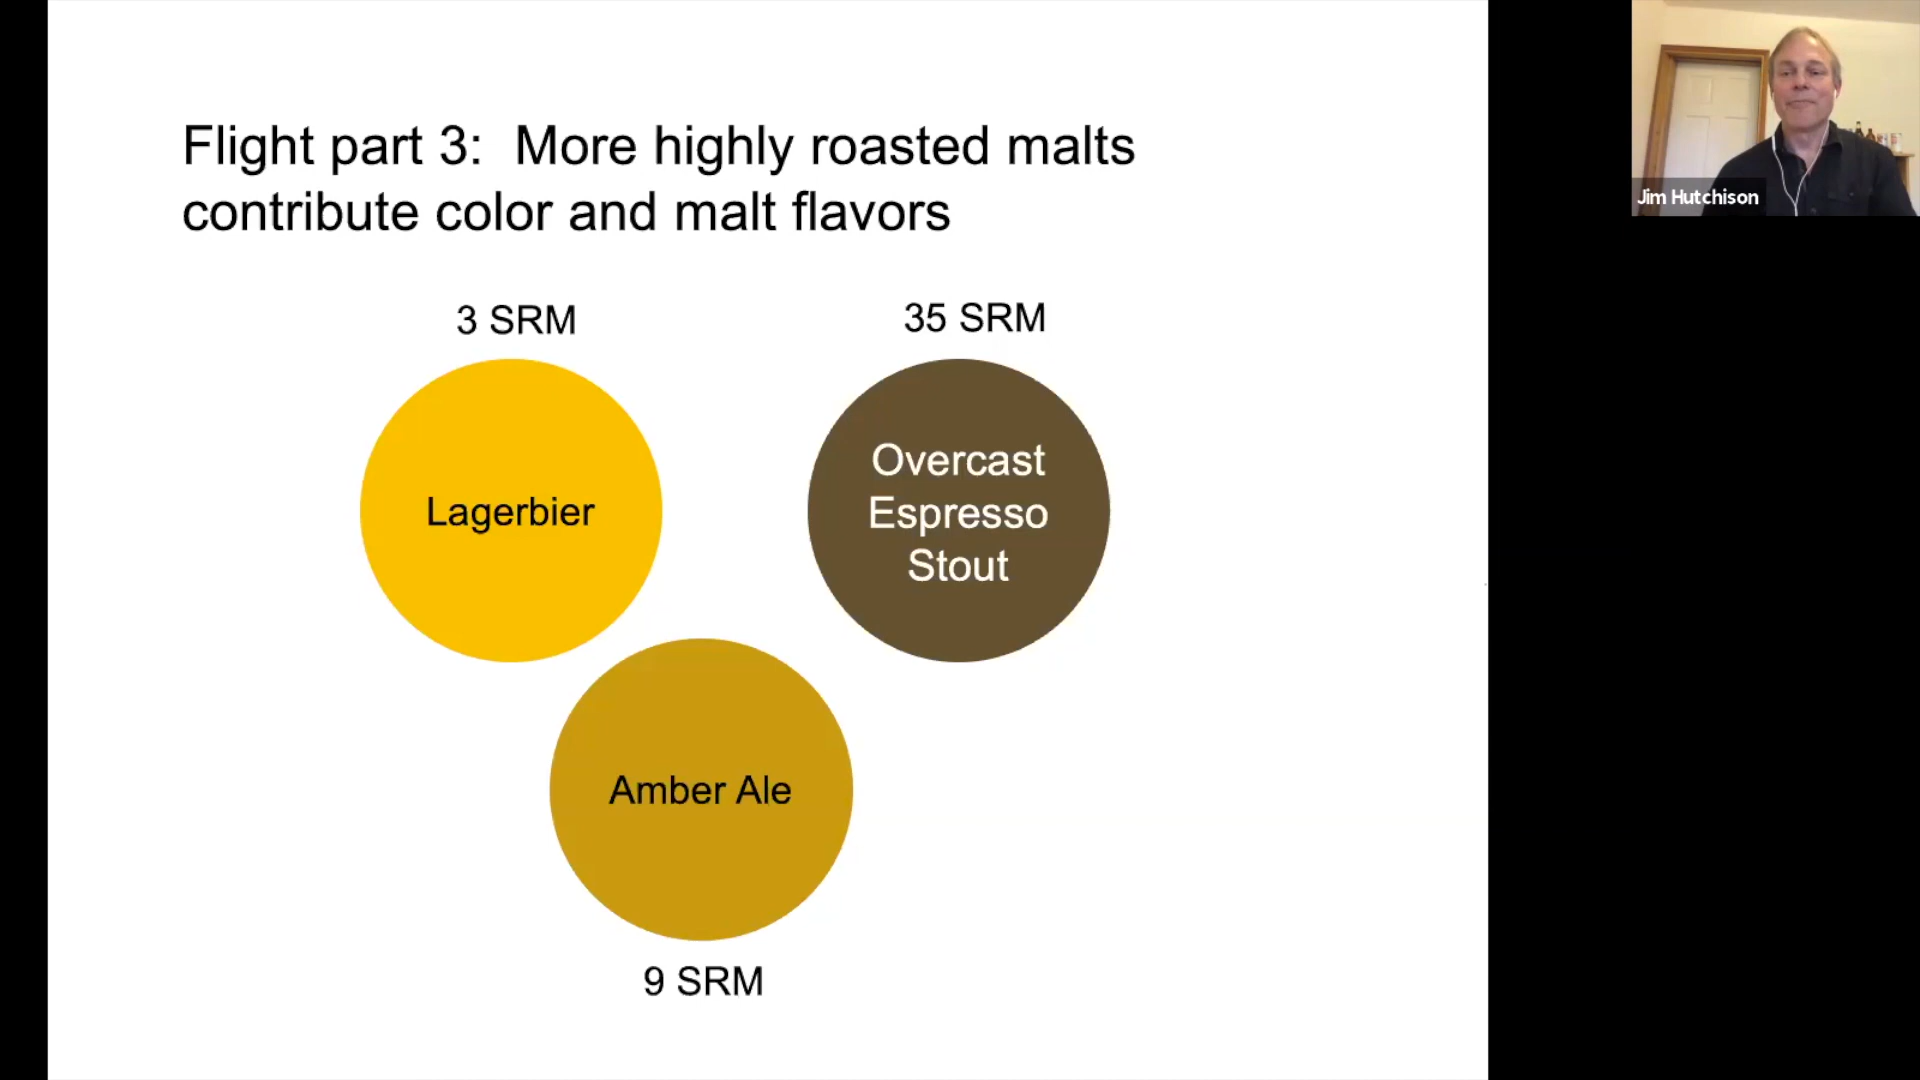 Flight part 3:  More highly roasted malts
contribute color and malt flavors
3 SRM
35 SRM
Lagerbier
Overcast
Espresso
Stout
Amber Ale
9 SRM
Jim Hutchison